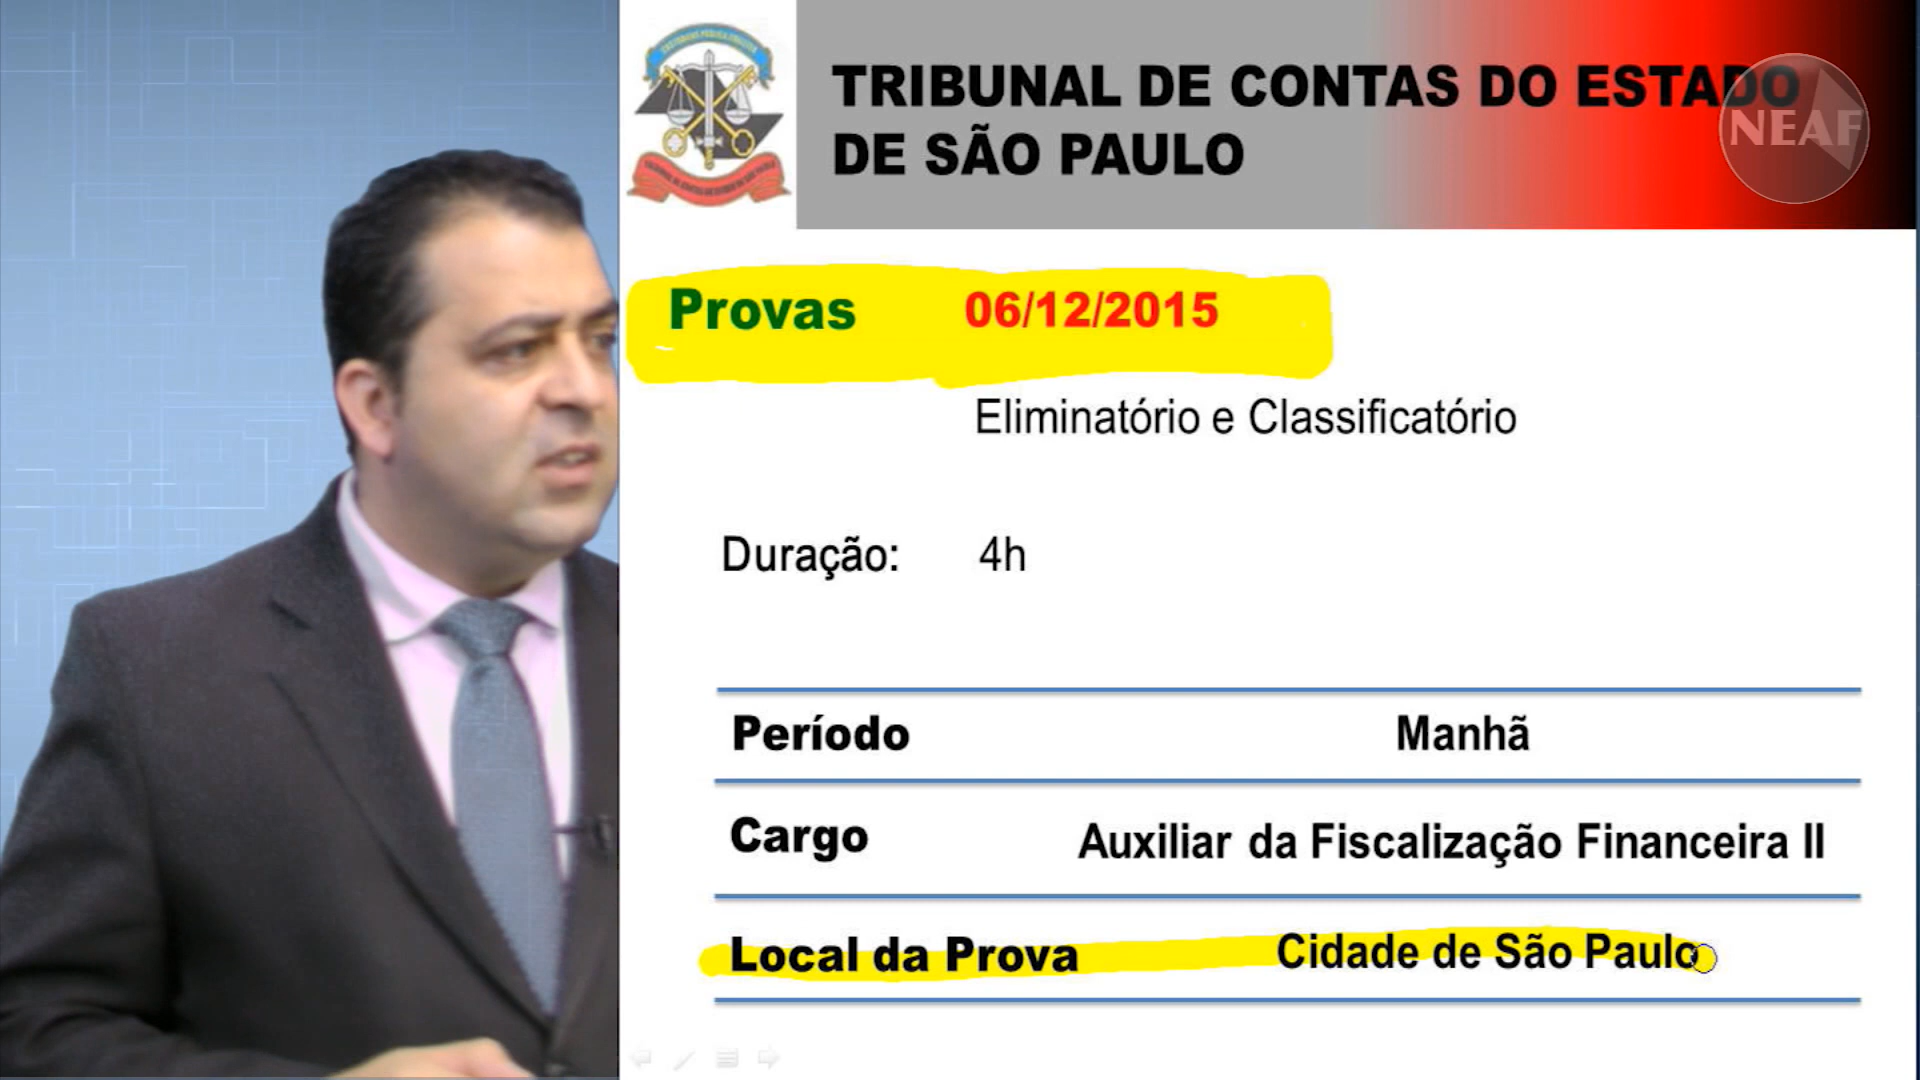 TRIBUNAL DE CONTAS DO ESTADO
DE SÃO PAULO
NEAF
Provas 06/12/2015
Eliminatório e Classificatório
Duração: 4h
Período Manhã
Cargo Auxiliar da Fiscalização Financeira II
Local da Prova Cidade de São Paulo